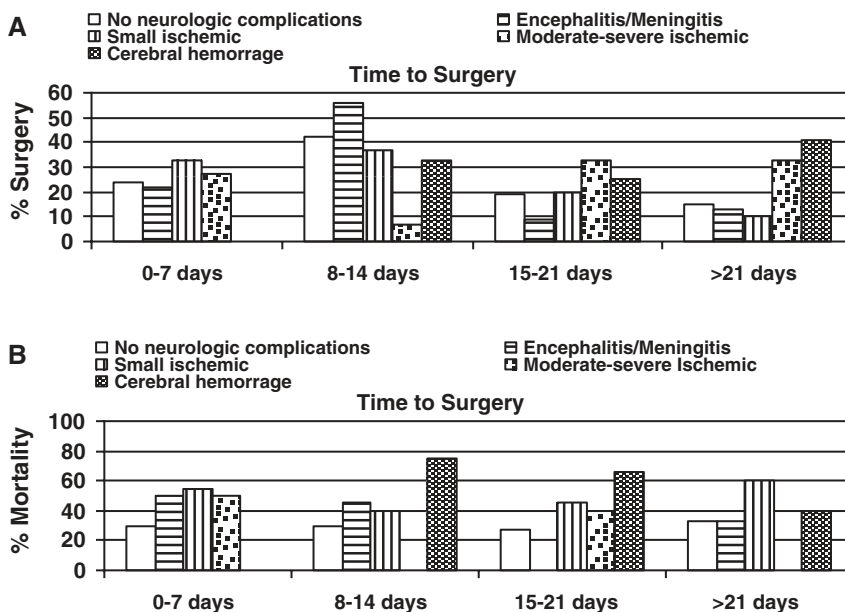 A
No neurologic complications Encephalitis/Meningitis
Small ischemic Moderate-severe ischemic
Cerebral hemorrage
Time to Surgery
% Surgery
60
50
40
30
20
10
0
0-7 days 8-14 days 15-21 days >21 days
B
No neurologic complications Encephalitis/Meningitis
Small ischemic Moderate-severe Ischemic
Cerebral hemorrage
Time to Surgery
% Mortality
100
80
60
40
20
0
0-7 days 8-14 days 15-21 days >21 days